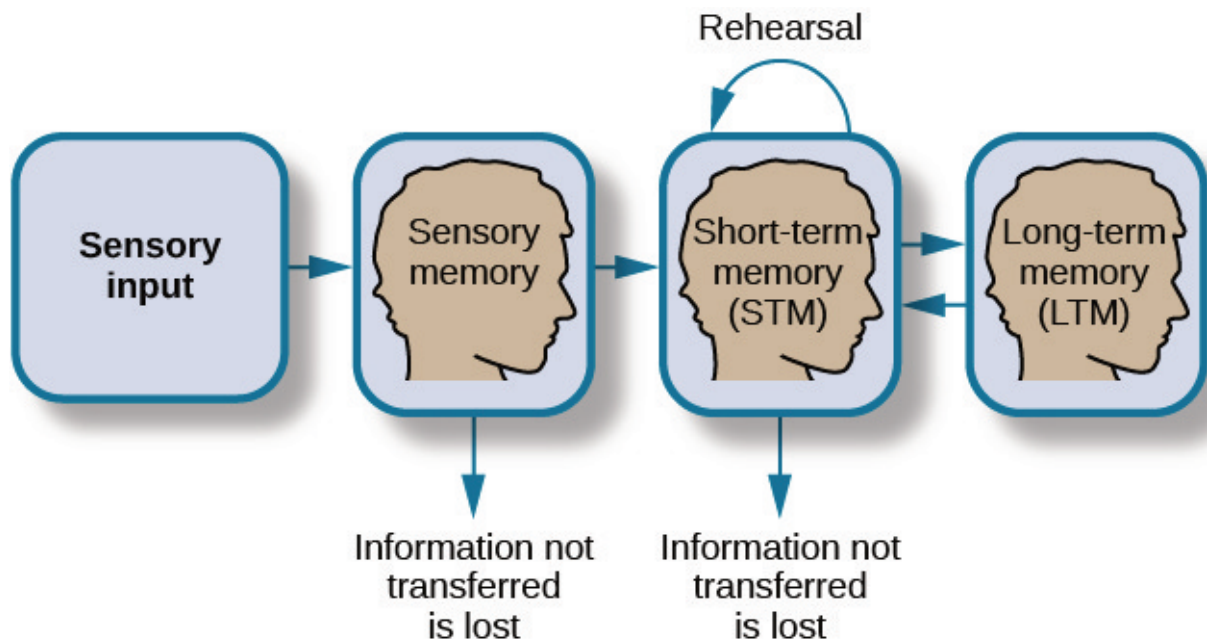 Rehearsal
Sensory
input
Sensory
memory
Short-term
memory
(STM)
Long-term
memory
(LTM)
Information not
transferred
is lost
Information not
transferred
is lost